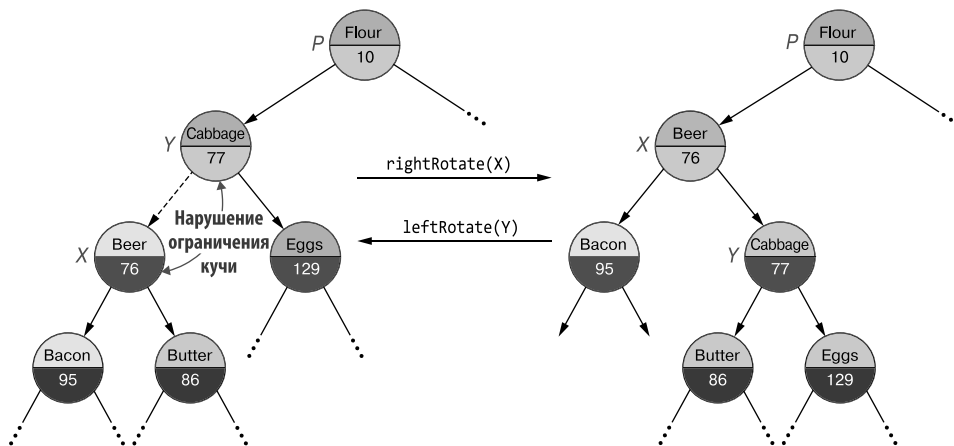 P
Flour
10
Y
Cabbage
77
Нарушение
ограничения
кучи
X
Beer
76
Eggs
129
Bacon
95
Butter
86
rightRotate(X)
leftRotate(Y)
P
Flour
10
X
Beer
76
Bacon
95
Y
Cabbage
77
Butter
86
Eggs
129